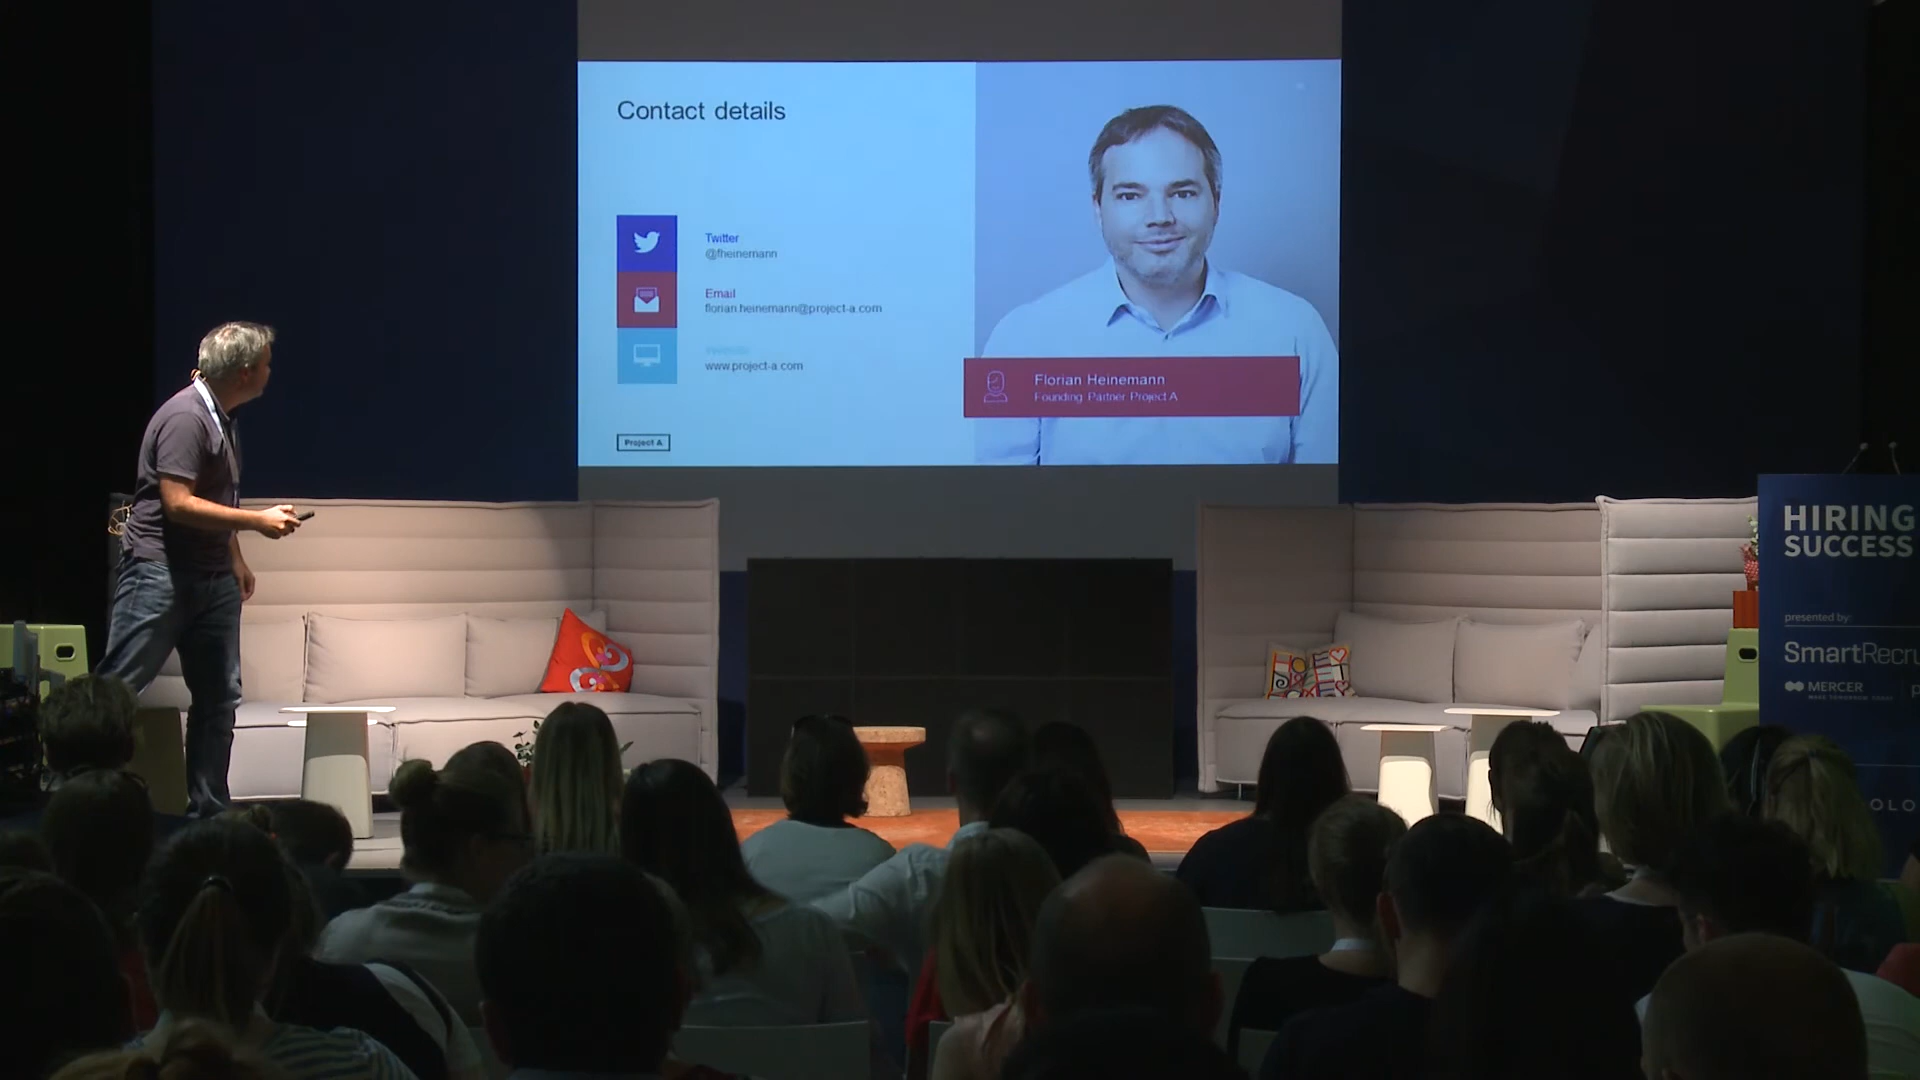 Contact details
Twitter
@fheinemann
Email
florian.heinemann@project-a.com
www.project-a.com
Project A
Florian Heinemann
Founding Partner Project A
HIRING
SUCCESS
presented by:
SmartRecru
MERCER
OLO